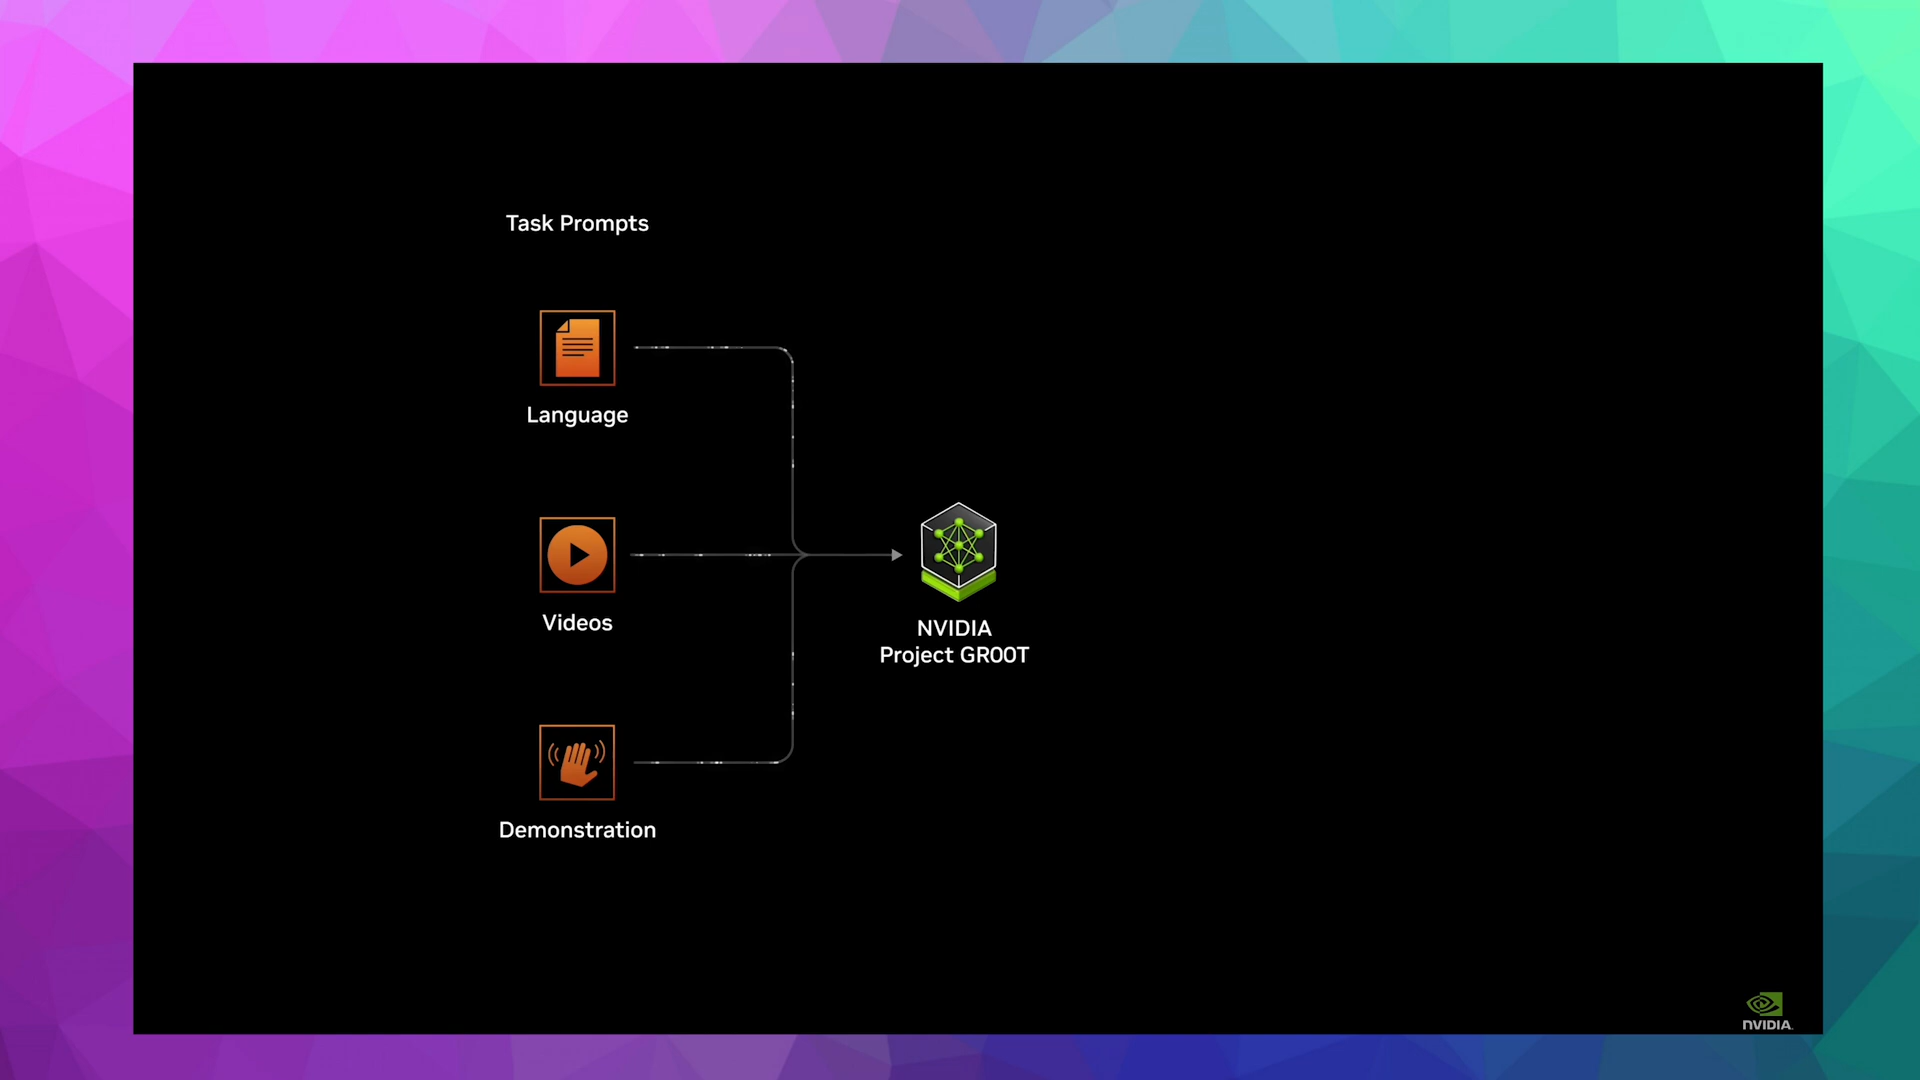 Task Prompts
Language
Videos
Demonstration
NVIDIA
Project GR00T
NVIDIA.